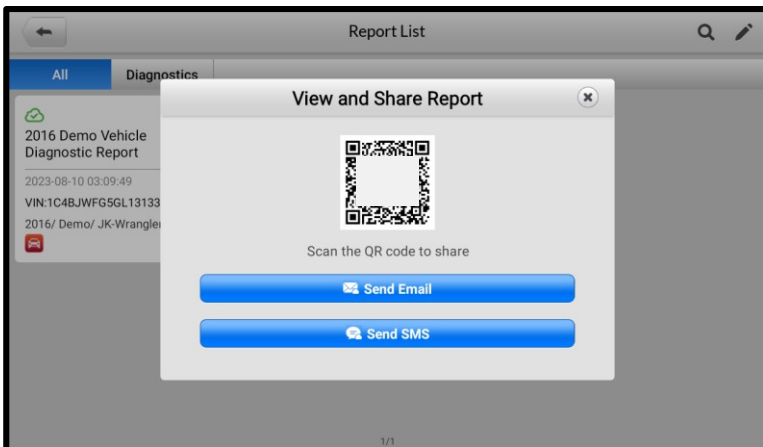 Report List
All
Diagnostics
View and Share Report
2016 Demo Vehicle
Diagnostic Report
2023-08-10 03:09:49
VIN:1C4BJWFG5GL13133
2016/ Demo/ JK-Wrangler
Scan the QR code to share
Send Email
Send SMS
1/1